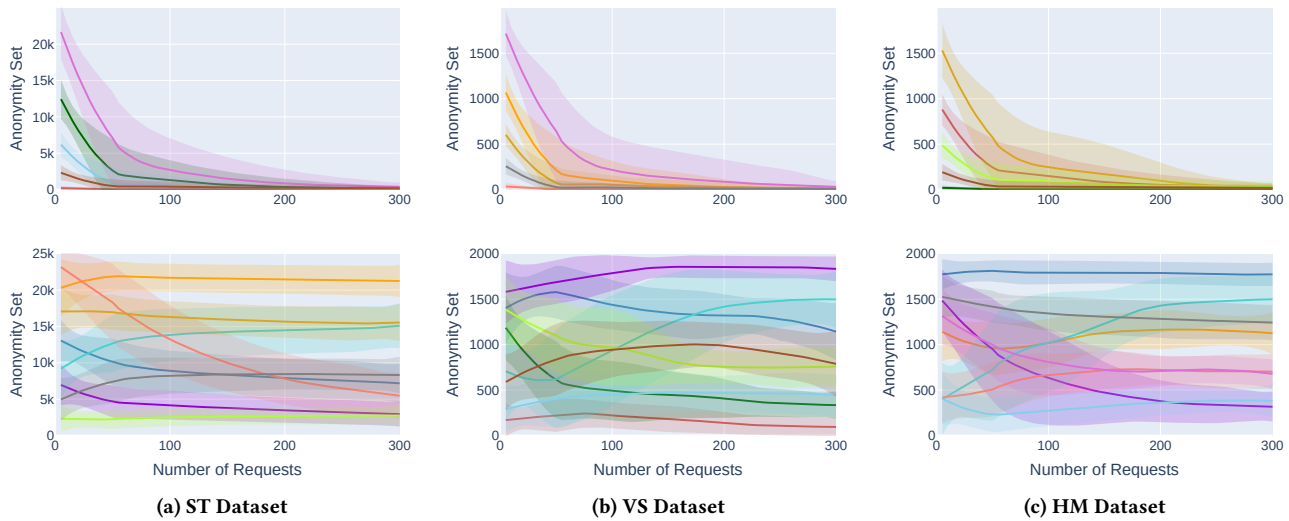 Anonymity Set
20k
15k
10k
5k
0
0 100 200 300
Anonymity Set
1500
1000
500
0
0 100 200 300
Anonymity Set
1500
1000
500
0
0 100 200 300
Anonymity Set
25k
20k
15k
10k
5k
0
0 100 200 300
Number of Requests
(a) ST Dataset
Anonymity Set
2000
1500
1000
500
0
0 100 200 300
Number of Requests
(b) VS Dataset
Anonymity Set
2000
1500
1000
500
0
0 100 200 300
Number of Requests
(c) HM Dataset